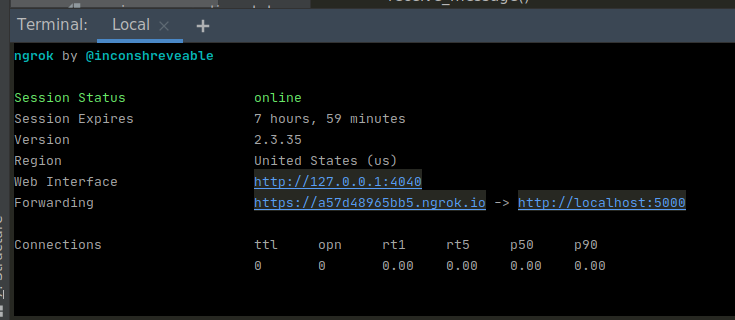 receive_message()
Terminal: Local × +
ngrok by @inconshreveable
Session Status online
Session Expires 7 hours, 59 minutes
Version 2.3.35
Region United States (us)
Web Interface http://127.0.0.1:4040
Forwarding https://a57d48965bb5.ngrok.io -> http://localhost:5000
Connections ttl opn rt1 rt5 p50 p90
0 0 0.00 0.00 0.00 0.00
Structure